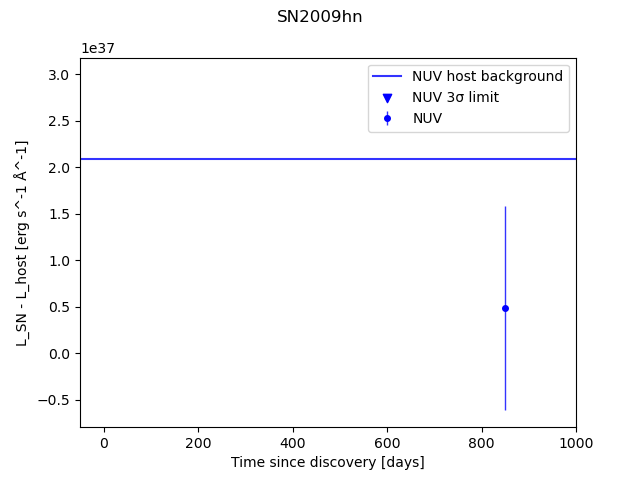 SN2009hn
1e37
NUV host background
NUV 3σ limit
NUV
3.0
2.5
2.0
1.5
1.0
0.5
0.0
−0.5
L_SN - L_host [erg s^-1 Å^-1]
0 200 400 600 800 1000
Time since discovery [days]